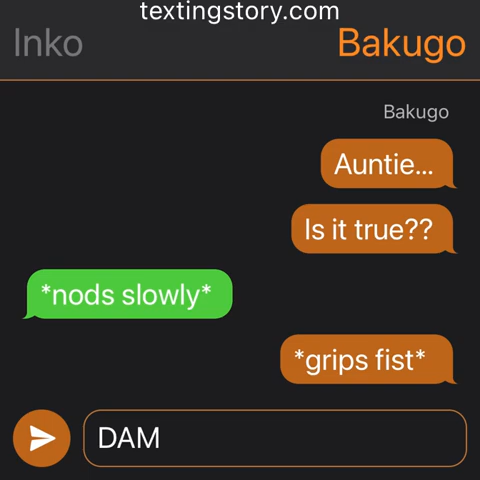 textingstory.com
Inko Bakugo
Bakugo
Auntie...
Is it true??
*nods slowly*
*grips fist*
DAM